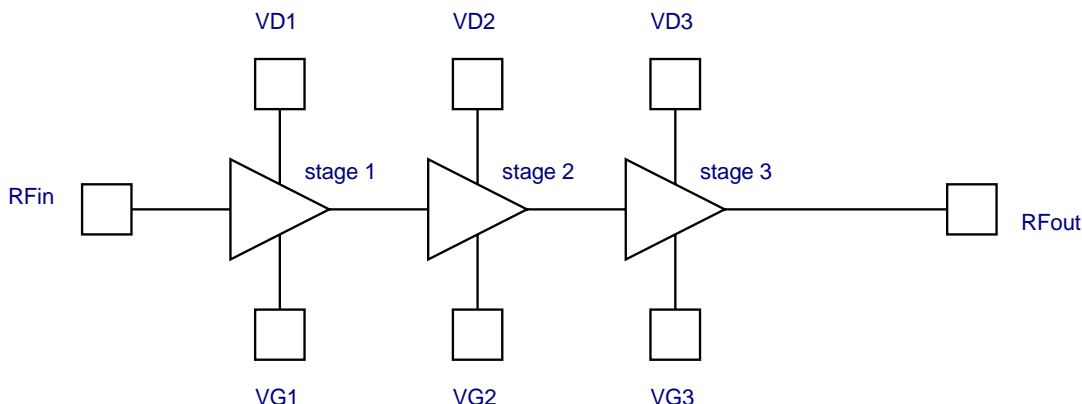 VD1
VD2
VD3
stage 1
stage 2
stage 3
RFin
RFout
VG1
VG2
VG3